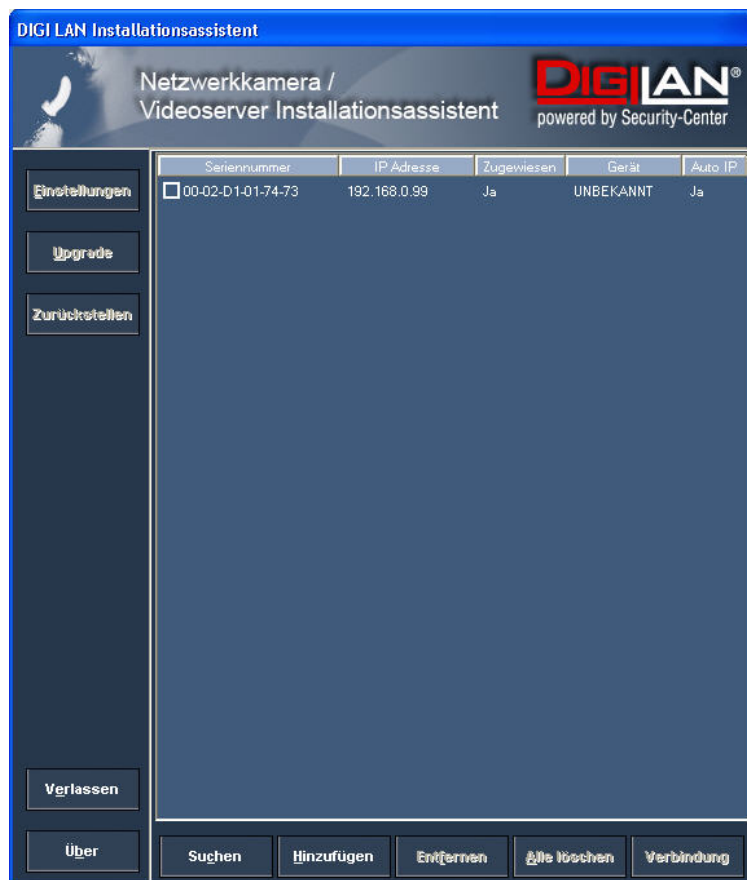 DIGI LAN Installationsassistent
Netzwerkkamera /
Videoserver Installationsassistent
DIGILAN®
powered by Security-Center
Seriennummer IP Adresse Zugewiesen Gerät Auto IP
00-02-D1-01-74-73 192.168.0.99 Ja UNBEKANNT Ja
Einstellungen
Upgrade
Zurückstellen
Verlassen
Über
Suchen Hinzufügen Entfernen Alle löschen Verbindung